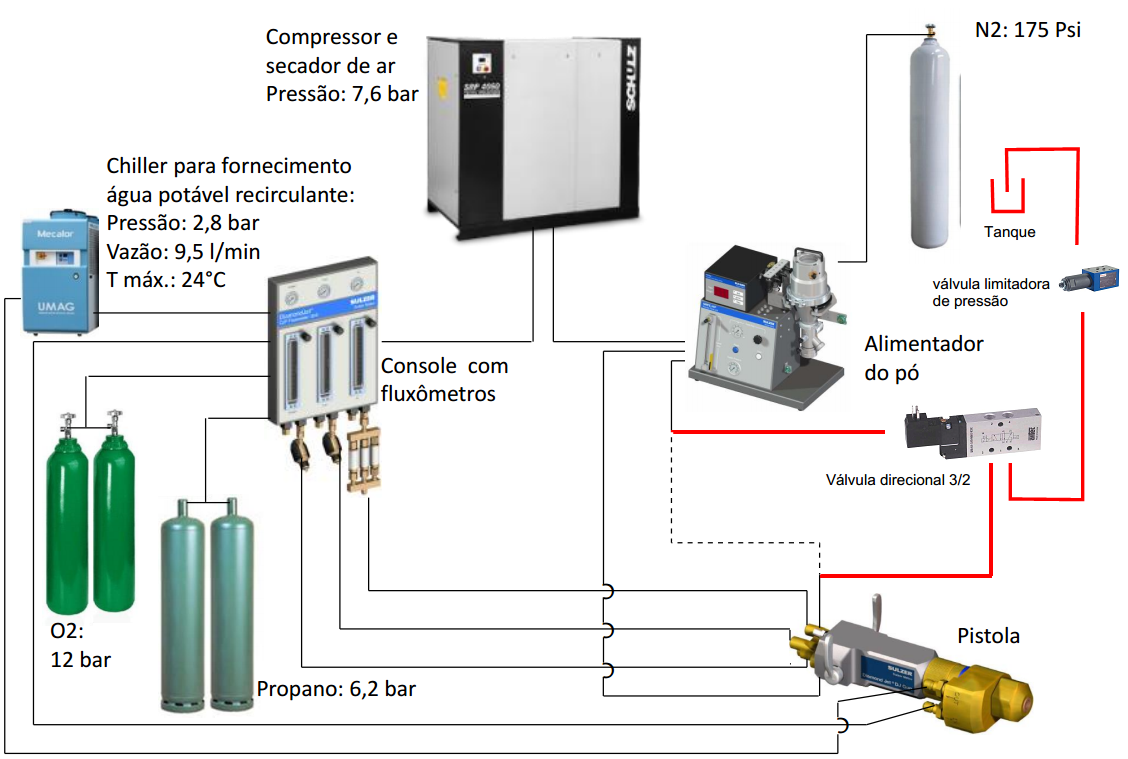 Compressor e
secador de ar
Pressão: 7,6 bar
SRP 4060
SCHULZ
N2: 175 Psi
Chiller para fornecimento
água potável recirculante:
Pressão: 2,8 bar
Vazão: 9,5 l/min
T máx.: 24°C
Mecalor
UMAG
Tanque
válvula limitadora
de pressão
SULZER
Console com
fluxômetros
Alimentador
do pó
Válvula direcional 3/2
O2:
12 bar
Propano: 6,2 bar
Pistola
SULZER